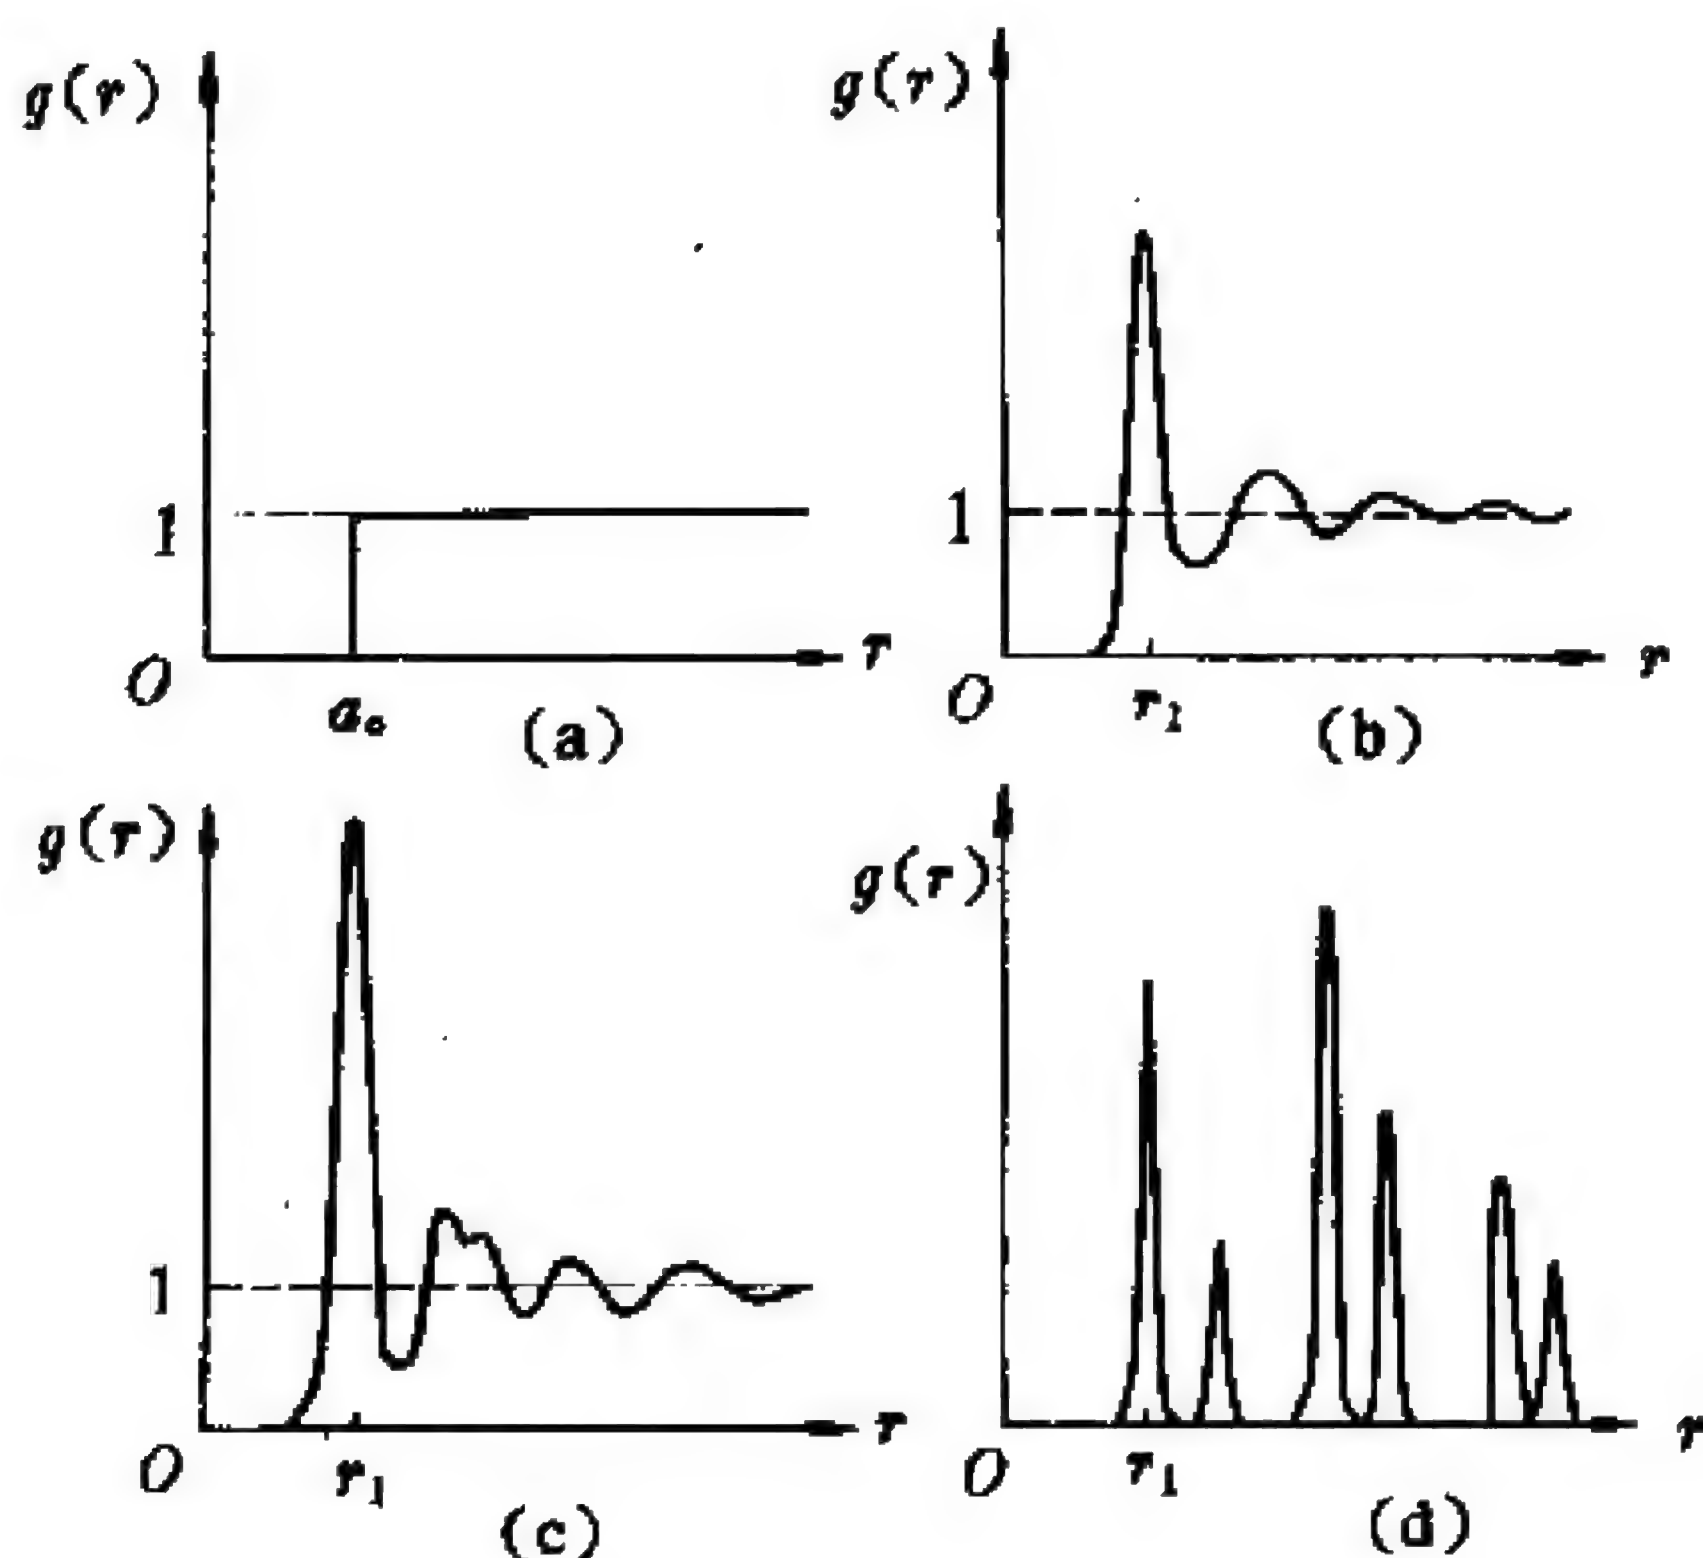 g(r)
1
O
a₀
r
(a)
g(r)
1
O
r₁
r
(b)
g(r)
1
O
r₁
r
(c)
g(r)
O
r₁
r
(d)